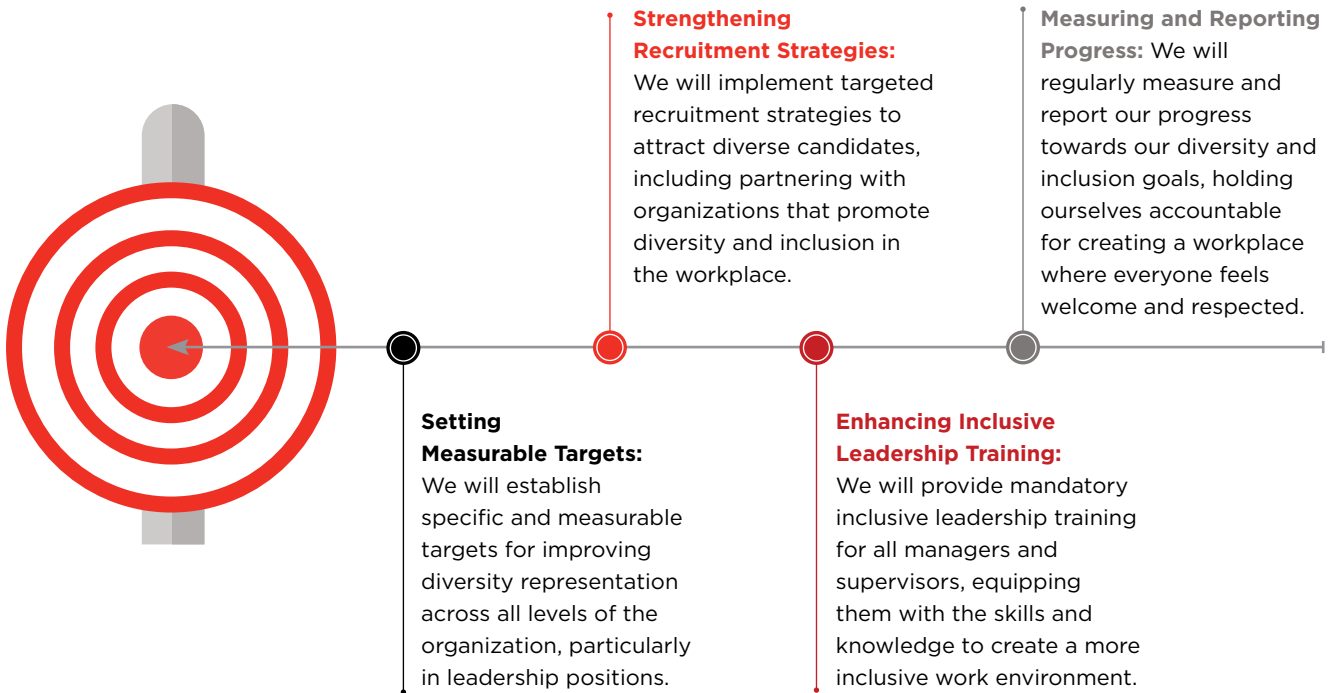 Strengthening
Recruitment Strategies:
We will implement targeted
recruitment strategies to
attract diverse candidates,
including partnering with
organizations that promote
diversity and inclusion in
the workplace.
Measuring and Reporting
Progress: We will
regularly measure and
report our progress
towards our diversity and
inclusion goals, holding
ourselves accountable
for creating a workplace
where everyone feels
welcome and respected.
Setting
Measurable Targets:
We will establish
specific and measurable
targets for improving
diversity representation
across all levels of the
organization, particularly
in leadership positions.
Enhancing Inclusive
Leadership Training:
We will provide mandatory
inclusive leadership training
for all managers and
supervisors, equipping
them with the skills and
knowledge to create a more
inclusive work environment.